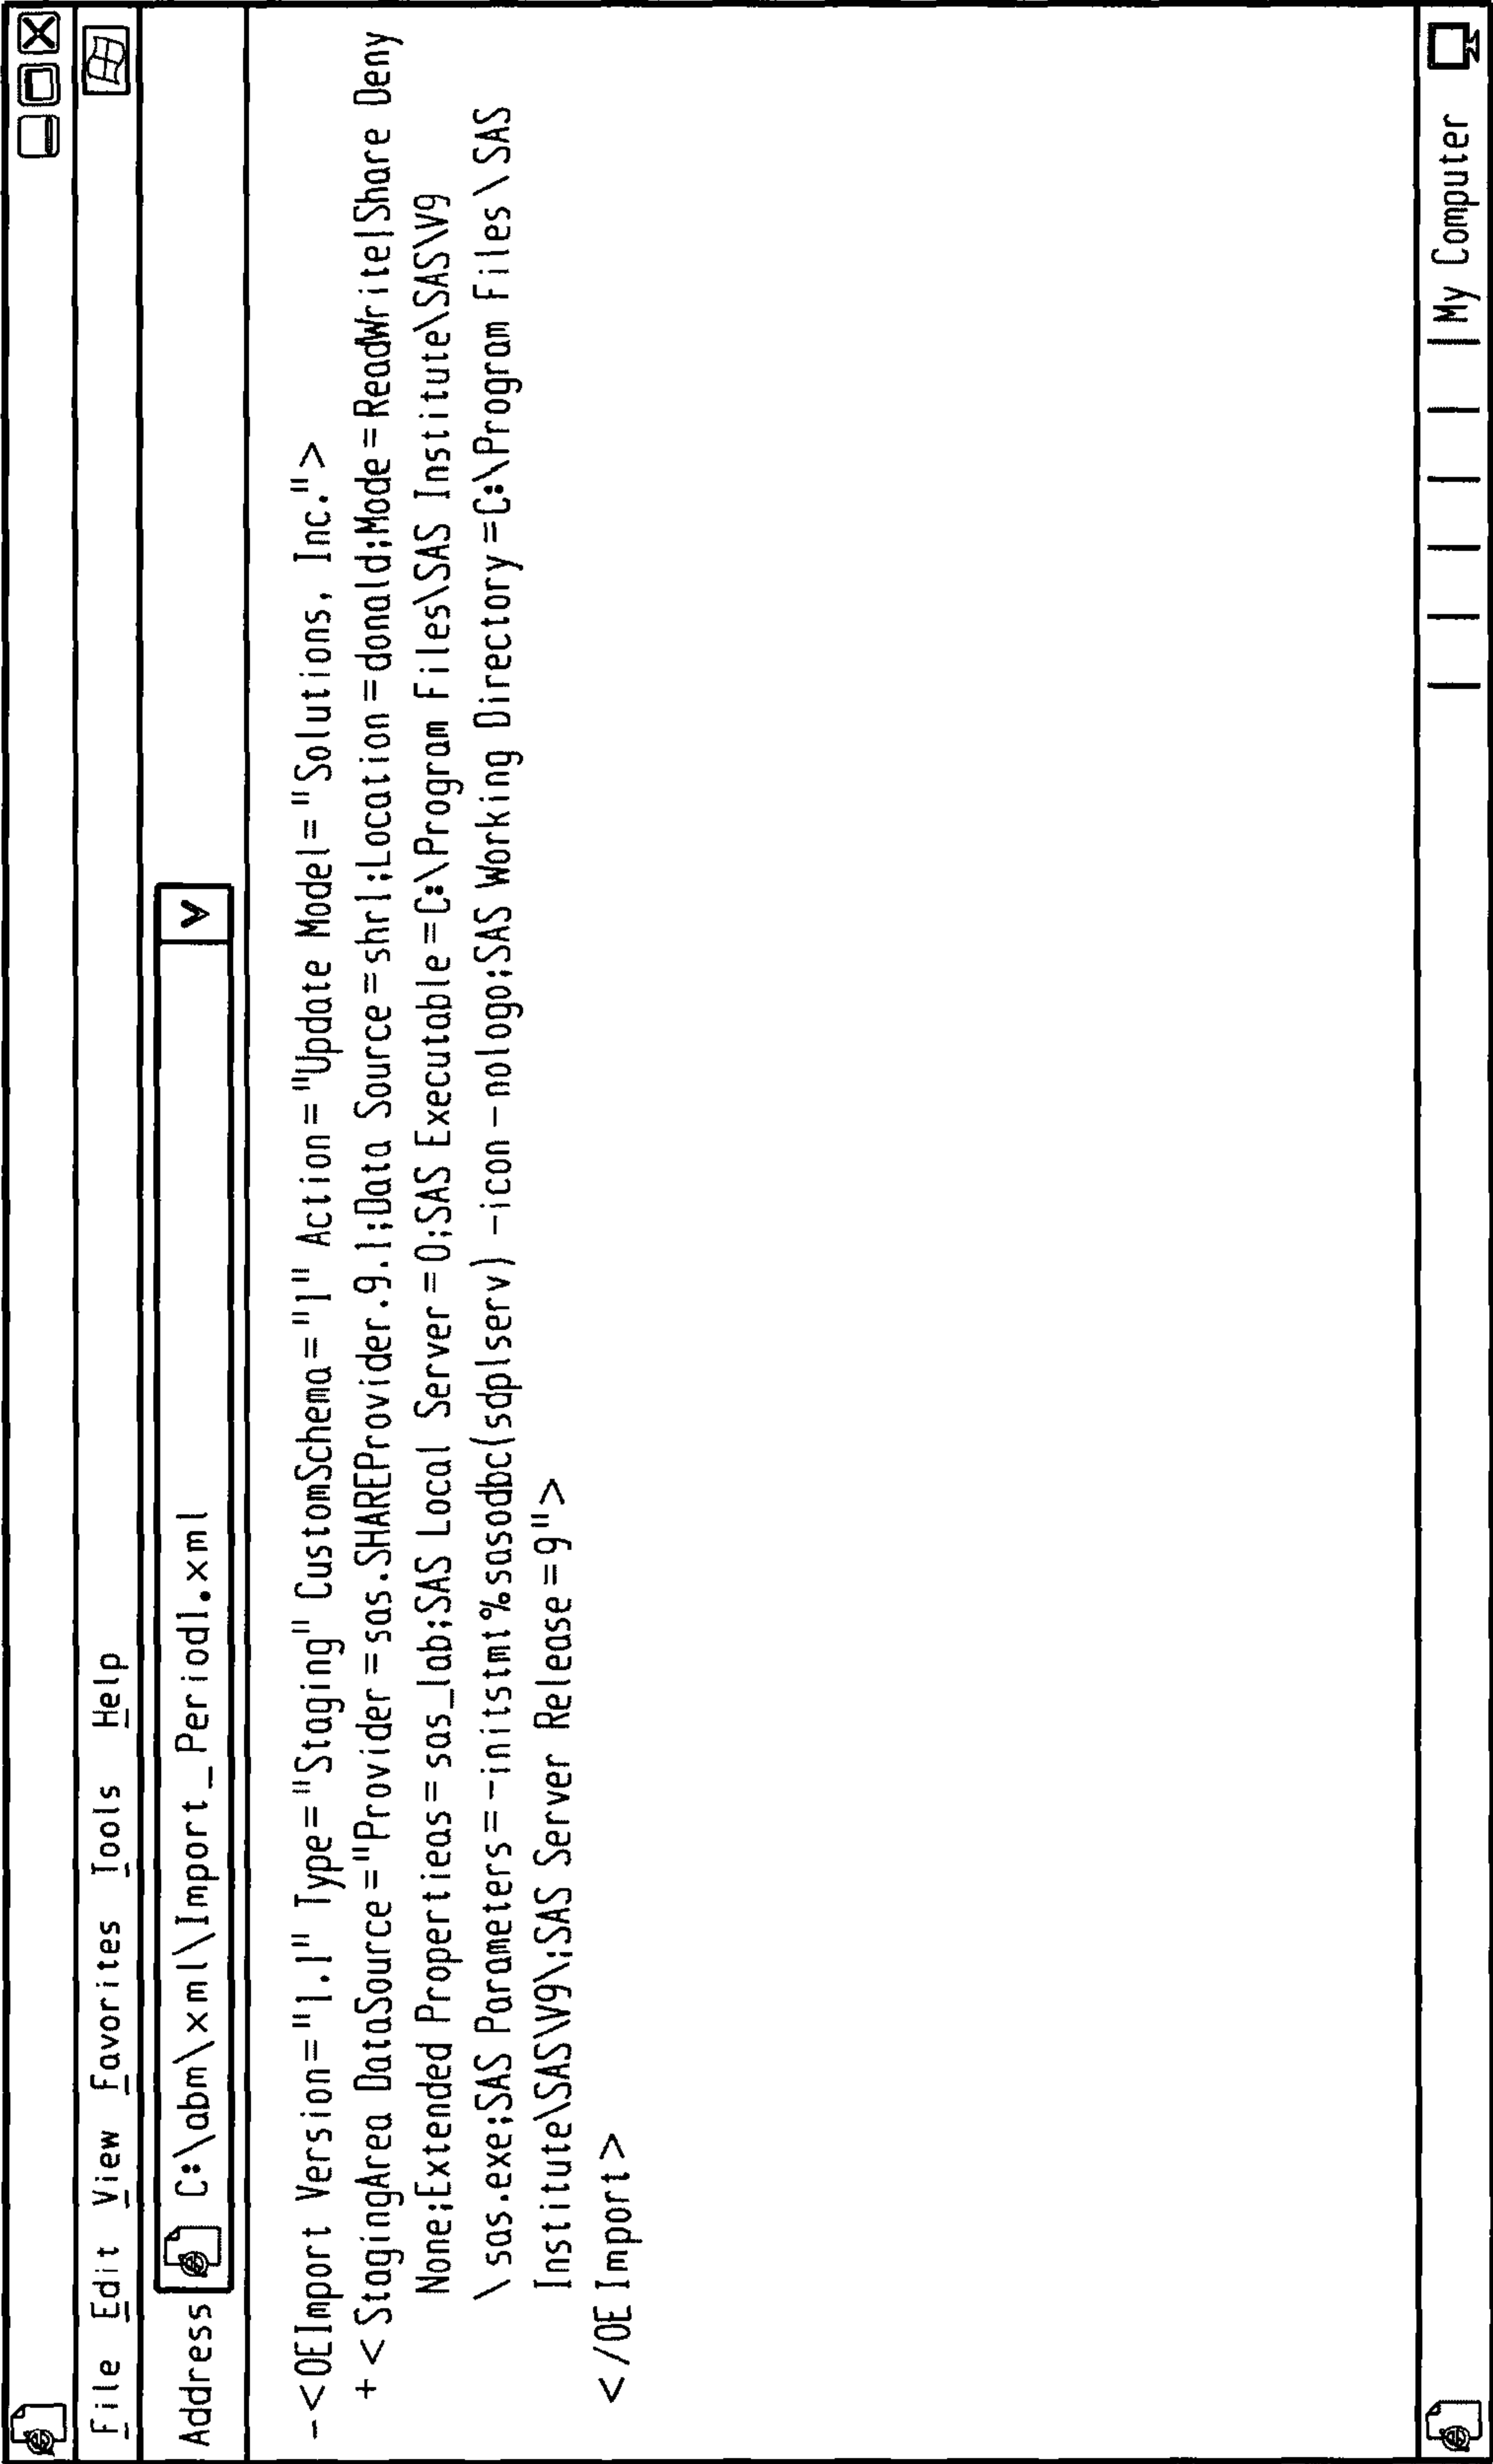 File Edit View Favorites Tools Help
Address C:\abm\xml\Import_Period1.xml
-<OEImport Version="1.1" Type="Staging" CustomSchema="1" Action="Update Model="Solutions, Inc.">
+<StagingArea DataSource="Provider=sas.SHAREProvider.9.1;Data Source=shr1;Location=donald;Mode=ReadWrite|Share Deny
None;Extended Propertieas=sas_lab;SAS Local Server=0;SAS Executable=C:\Program Files\SAS Institute\SAS\V9
\sas.exe;SAS Parameters=-initstmt%sasodbc(sdplserv) -icon-nologo;SAS Working Directory=C:\Program Files\SAS
Institute\SAS\V9\;SAS Server Release=9">
</OE Import>
My Computer